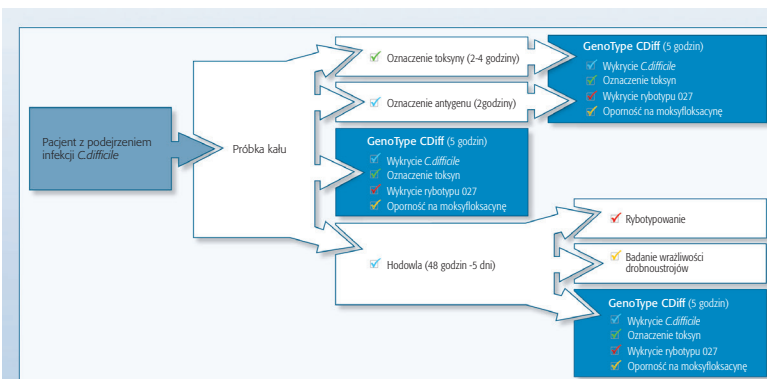 Pacjent z podejrzeniem
infekcji C.difficile
Próbka kału
Oznaczenie toksyny (2-4 godziny)
Oznaczenie antygenu (2godziny)
GenoType CDiff (5 godzin)
Wykrycie C.difficile
Oznaczenie toksyn
Wykrycie rybotypu 027
Oporność na moksyfloksacynę
GenoType CDiff (5 godzin)
Wykrycie C.difficile
Oznaczenie toksyn
Wykrycie rybotypu 027
Oporność na moksyfloksacynę
Hodowla (48 godzin -5 dni)
Rybotypowanie
Badanie wrażliwości
drobnoustrojów
GenoType CDiff (5 godzin)
Wykrycie C.difficile
Oznaczenie toksyn
Wykrycie rybotypu 027
Oporność na moksyfloksacynę